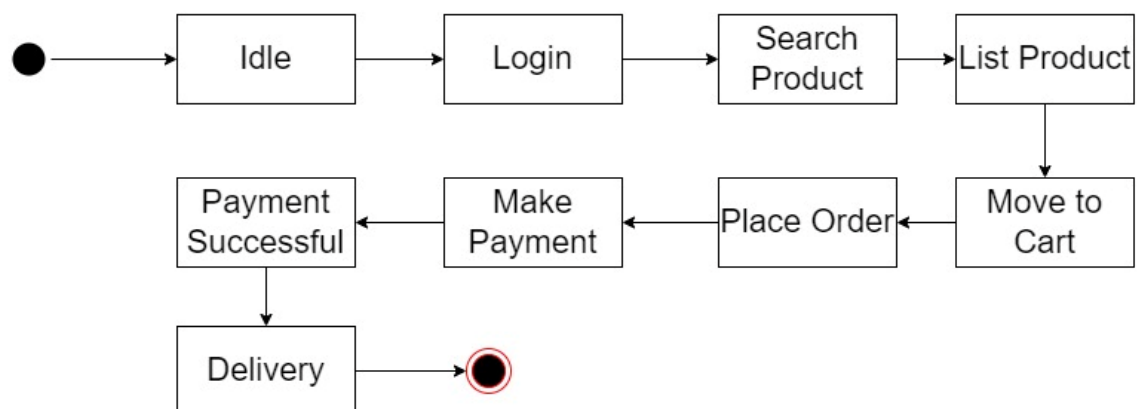 Idle
Login
Search
Product
List Product
Payment
Successful
Make
Payment
Place Order
Move to
Cart
Delivery